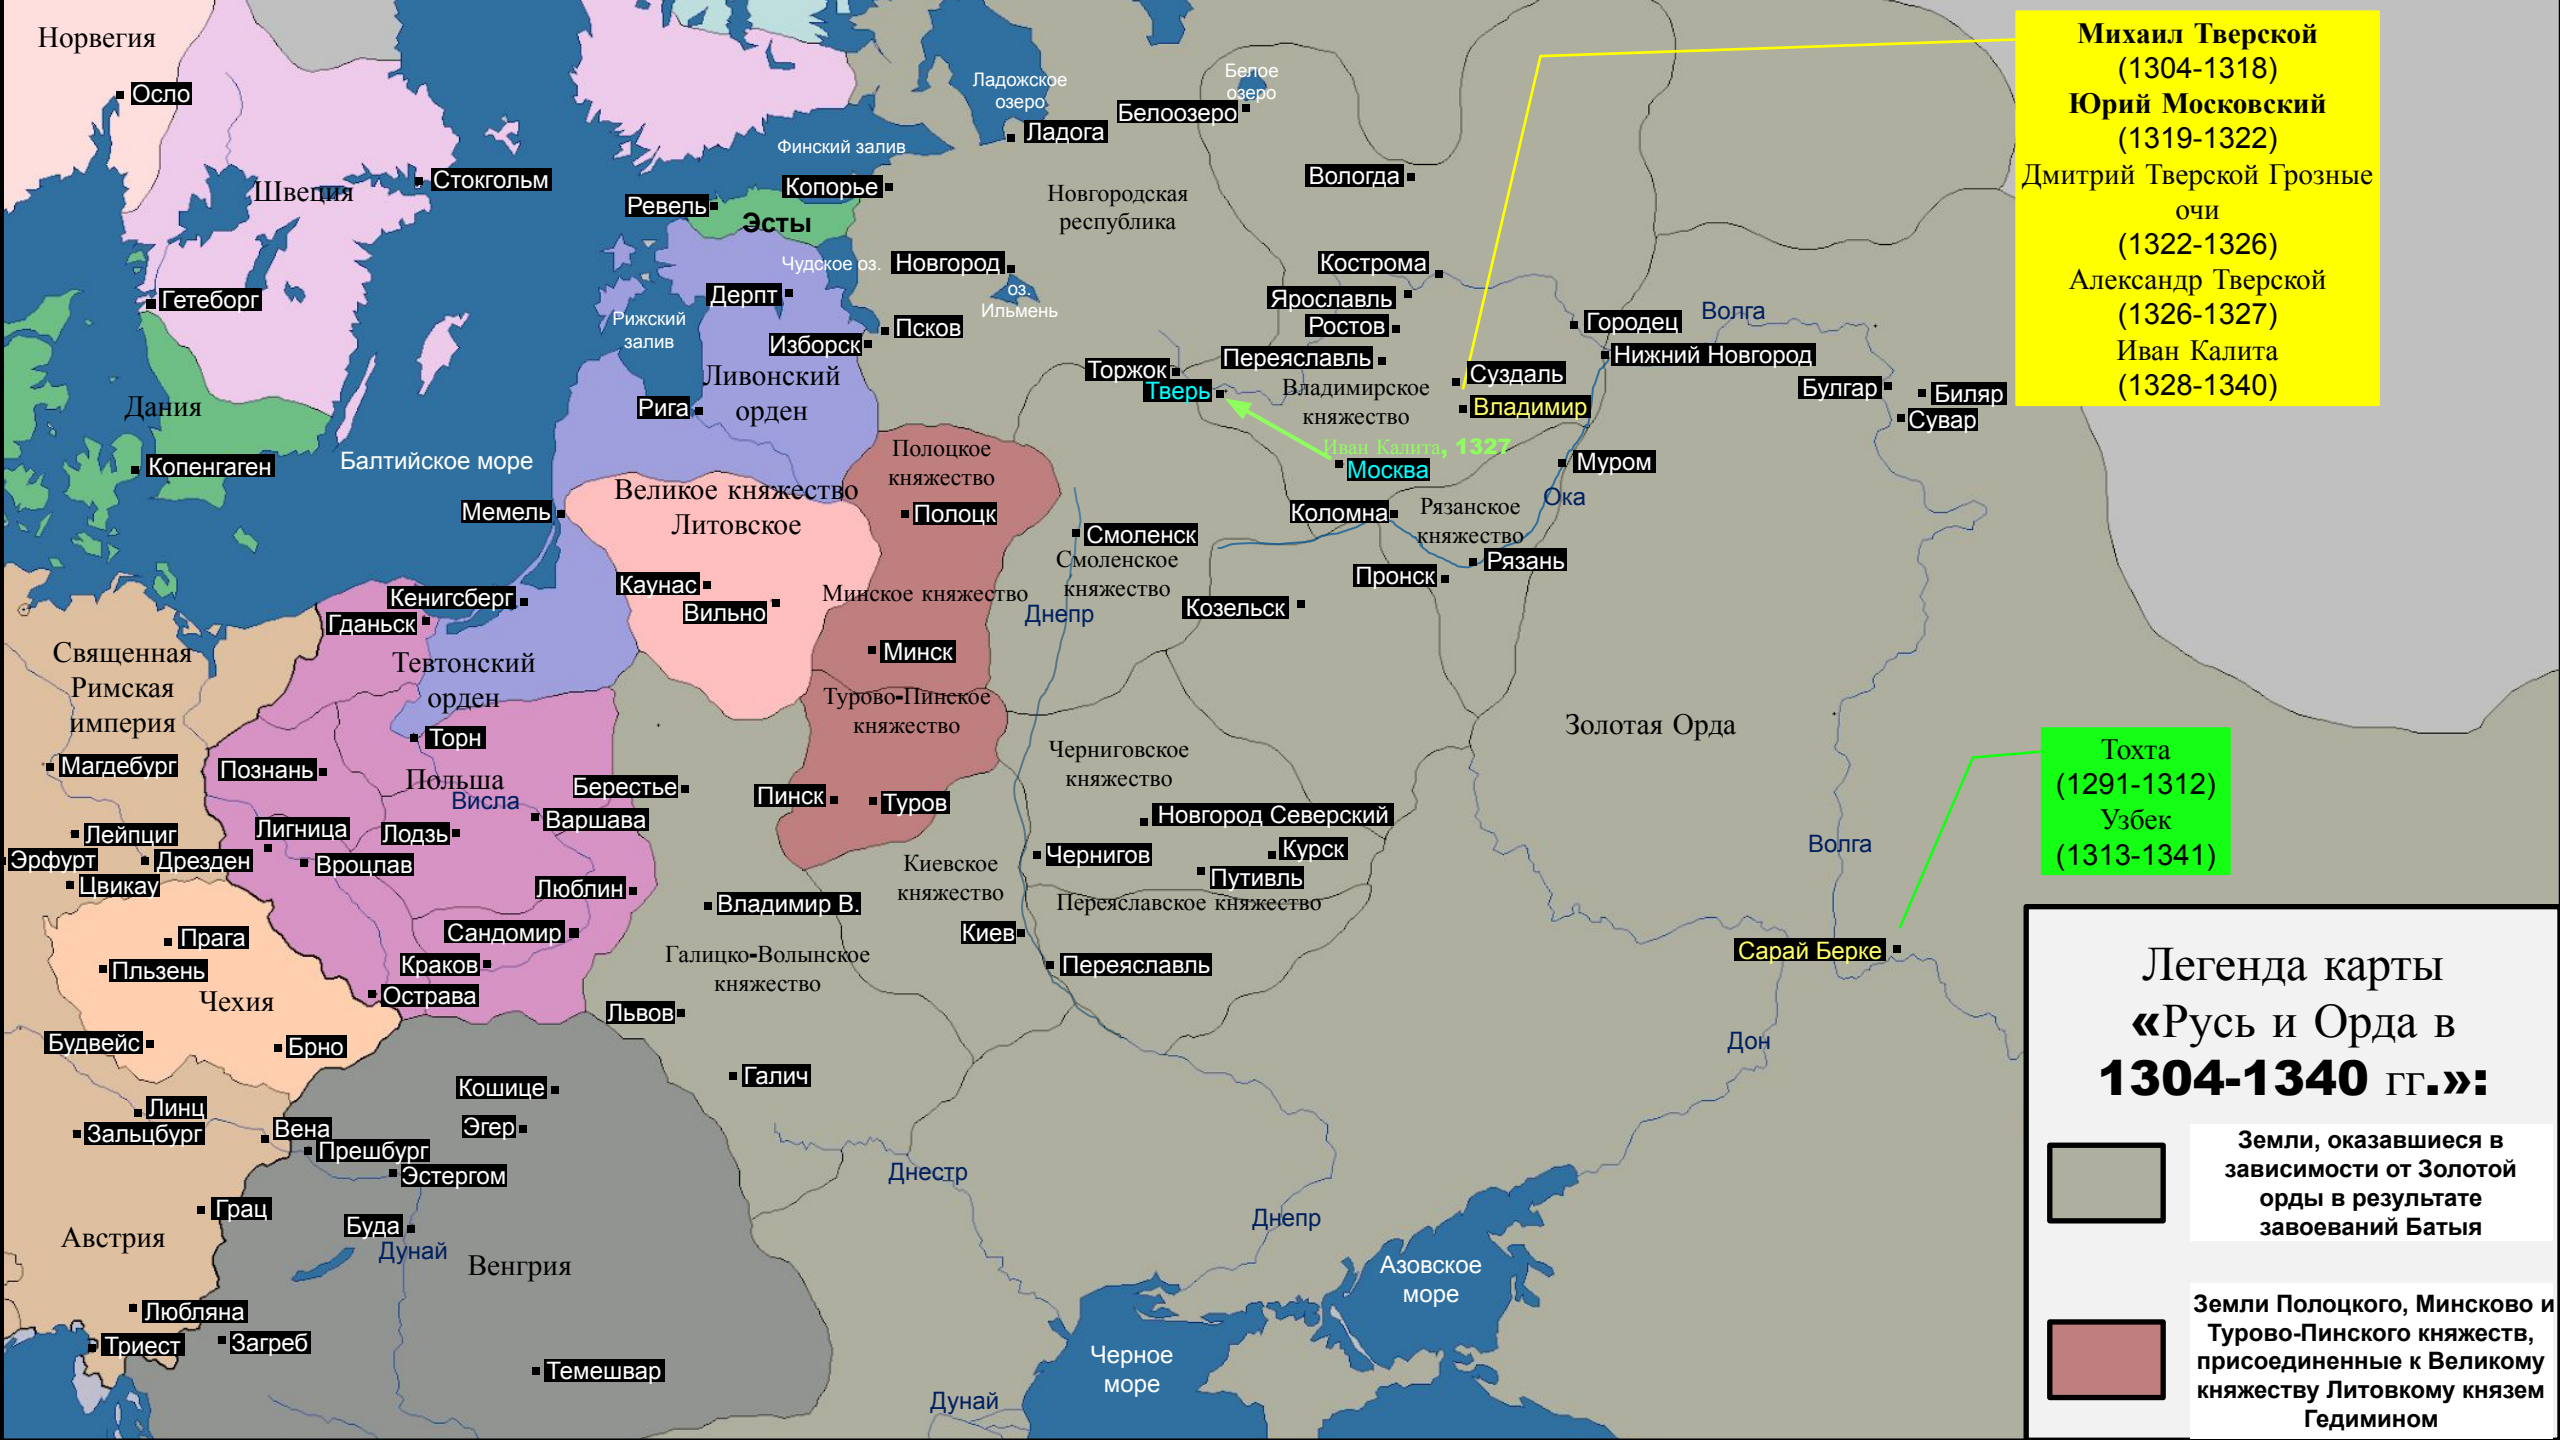 Норвегия
Осло
Швеция
Стокгольм
Гетеборг
Дания
Копенгаген
Балтийское море
Финский залив
Ладожское
озеро
Ладога
Белое
озеро
Белоозеро
Вологда
Копорье
Ревель
Эсты
Новгородская
республика
Чудское оз.
Новгород
оз.
Ильмень
Дерпт
Рижский
залив
Псков
Изборск
Ливонский
орден
Рига
Кострома
Ярославль
Ростов
Переяславль
Торжок
Тверь
Владимирское
княжество
Суздаль
Владимир
Городец
Нижний Новгород
Волга
Булгар
Биляр
Сувар
Иван Калита, 1327
Москва
Муром
Ока
Коломна
Рязанское
княжество
Рязань
Пронск
Козельск
Полоцкое
княжество
Полоцк
Великое княжество
Литовское
Мемель
Каунас
Вильно
Минское княжество
Минск
Смоленск
Смоленское
княжество
Днепр
Кенигсберг
Гданьск
Тевтонский
орден
Торн
Священная
Римская
империя
Магдебург
Познань
Польша
Висла
Варшава
Лейпциг
Лигница
Лодзь
Эрфурт
Дрезден
Вроцлав
Цвикау
Люблин
Берестье
Турово-Пинское
княжество
Пинск
Туров
Черниговское
княжество
Новгород Северский
Чернигов
Курск
Путивль
Киевское
княжество
Переяславское княжество
Киев
Переяславль
Владимир В.
Галицко-Волынское
княжество
Сандомир
Краков
Острава
Львов
Галич
Прага
Пльзень
Чехия
Будвейс
Брно
Линц
Зальцбург
Вена
Прешбург
Эстергом
Кошице
Эгер
Грац
Буда
Дунай
Австрия
Венгрия
Любляна
Триест
Загреб
Темешвар
Днестр
Днепр
Дунай
Черное
море
Азовское
море
Золотая Орда
Волга
Дон
Сарай Берке
Михаил Тверской
(1304-1318)
Юрий Московский
(1319-1322)
Дмитрий Тверской Грозные
очи
(1322-1326)
Александр Тверской
(1326-1327)
Иван Калита
(1328-1340)
Тохта
(1291-1312)
Узбек
(1313-1341)
Легенда карты
«Русь и Орда в
1304-1340 гг.»:
Земли, оказавшиеся в
зависимости от Золотой
орды в результате
завоеваний Батыя
Земли Полоцкого, Минсково и
Турово-Пинского княжеств,
присоединенные к Великому
княжеству Литовкому князем
Гедимином